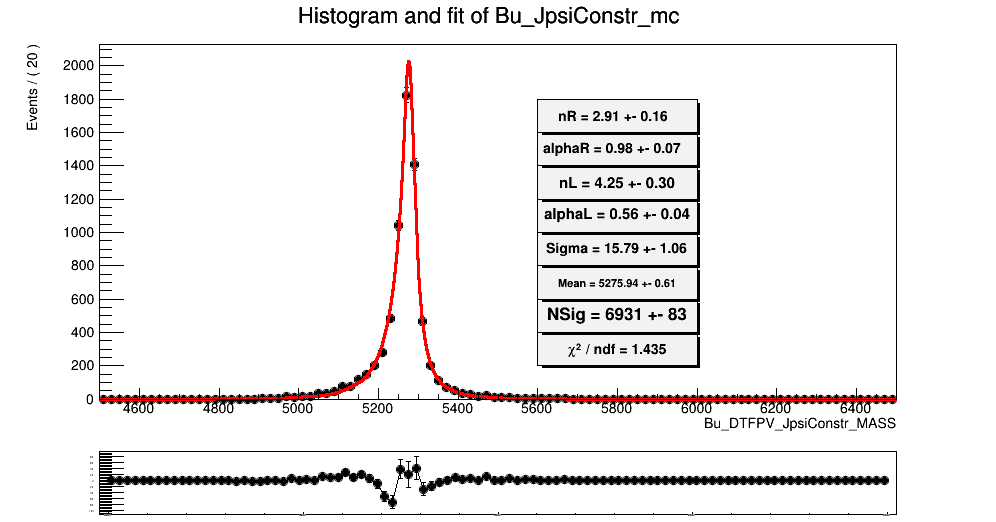 Histogram and fit of Bu_JpsiConstr_mc
Events / ( 20 )
2000
1800
1600
1400
1200
1000
800
600
400
200
0
nR = 2.91 +- 0.16
alphaR = 0.98 +- 0.07
nL = 4.25 +- 0.30
alphaL = 0.56 +- 0.04
Sigma = 15.79 +- 1.06
Mean = 5275.94 +- 0.61
NSig = 6931 +- 83
χ² / ndf = 1.435
4600 4800 5000 5200 5400 5600 5800 6000 6200 6400
Bu_DTFPV_JpsiConstr_MASS